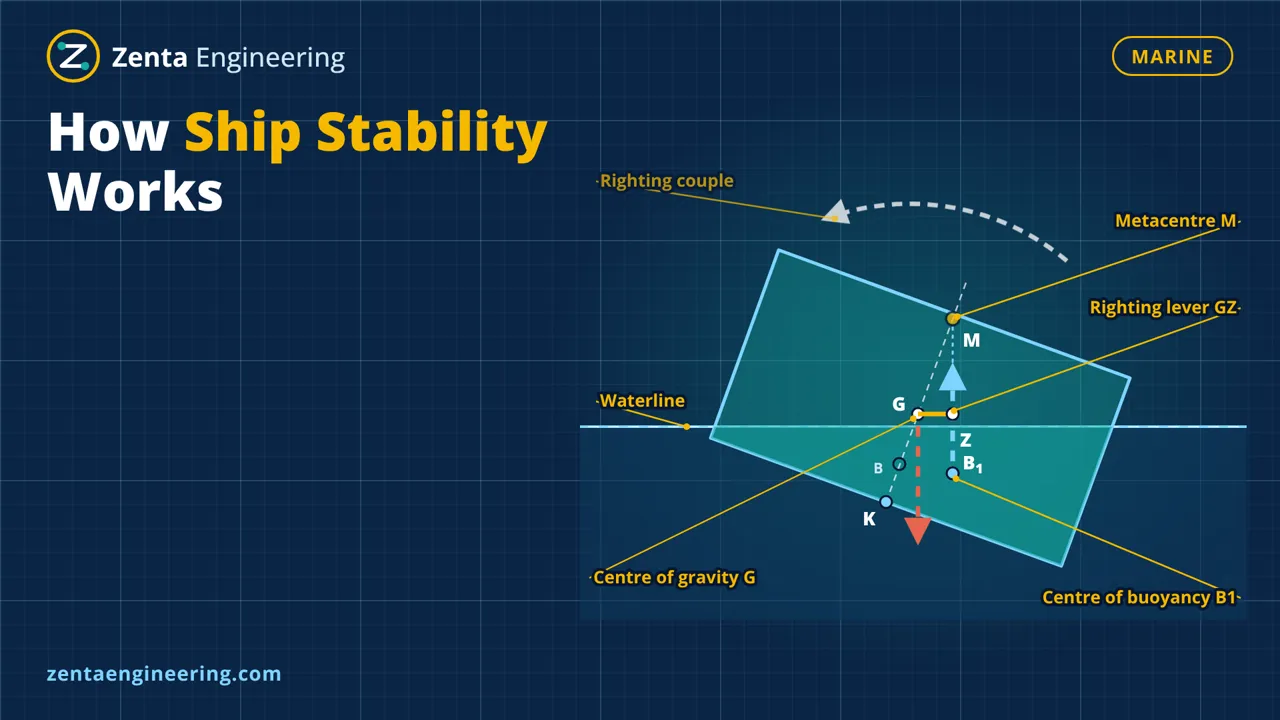 Zenta Engineering
MARINE
How Ship Stability
Works
Righting couple
Metacentre M
Righting lever GZ
M
Waterline
G
Z
B
B₁
K
Centre of gravity G
Centre of buoyancy B1
zentaengineering.com